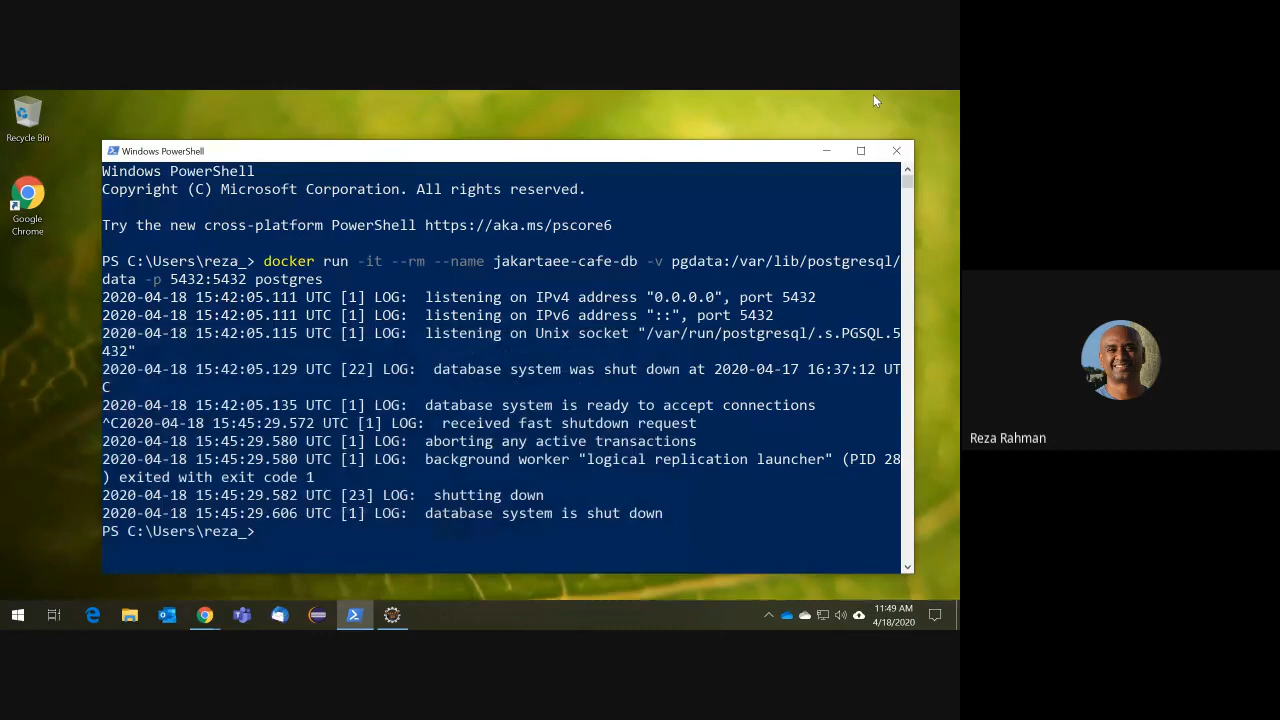 Recycle Bin
Google
Chrome
Windows PowerShell
Windows PowerShell
Copyright (C) Microsoft Corporation. All rights reserved.
Try the new cross-platform PowerShell https://aka.ms/pscore6
PS C:\Users\reza_> docker run -it --rm --name jakartaee-cafe-db -v pgdata:/var/lib/postgresql/
data -p 5432:5432 postgres
2020-04-18 15:42:05.111 UTC [1] LOG:  listening on IPv4 address "0.0.0.0", port 5432
2020-04-18 15:42:05.111 UTC [1] LOG:  listening on IPv6 address "::", port 5432
2020-04-18 15:42:05.115 UTC [1] LOG:  listening on Unix socket "/var/run/postgresql/.s.PGSQL.5
432"
2020-04-18 15:42:05.129 UTC [22] LOG:  database system was shut down at 2020-04-17 16:37:12 UT
C
2020-04-18 15:42:05.135 UTC [1] LOG:  database system is ready to accept connections
^C2020-04-18 15:45:29.572 UTC [1] LOG:  received fast shutdown request
2020-04-18 15:45:29.580 UTC [1] LOG:  aborting any active transactions
2020-04-18 15:45:29.580 UTC [1] LOG:  background worker "logical replication launcher" (PID 28
) exited with exit code 1
2020-04-18 15:45:29.582 UTC [23] LOG:  shutting down
2020-04-18 15:45:29.606 UTC [1] LOG:  database system is shut down
PS C:\Users\reza_>
Reza Rahman
11:49 AM
4/18/2020